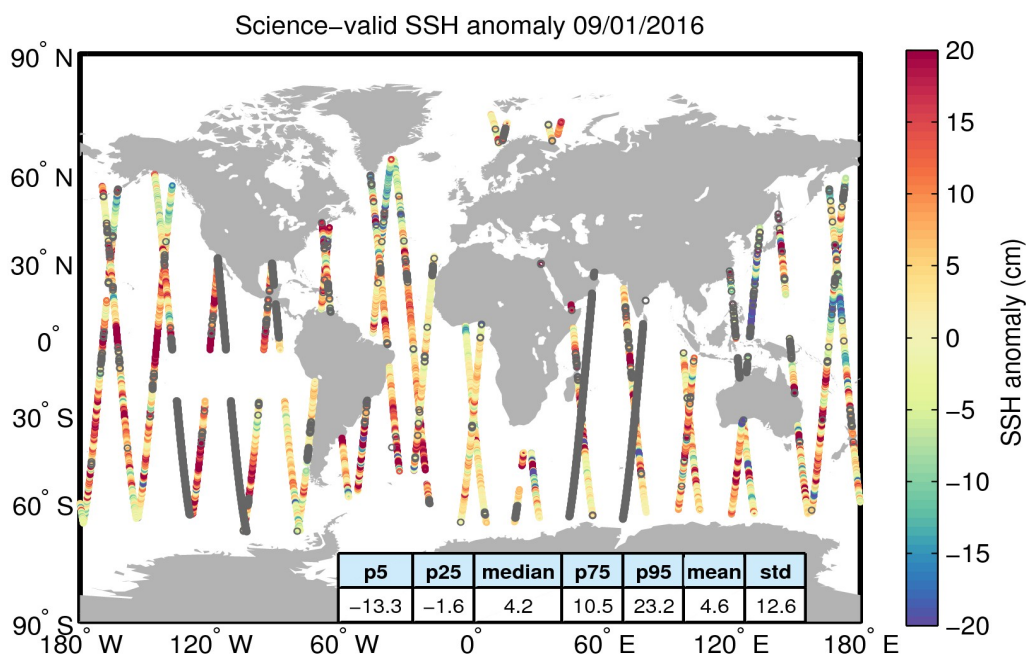 Science−valid SSH anomaly 09/01/2016
90° N
60° N
30° N
0°
30° S
60° S
90° S
180° W
120° W
60° W
0°
60° E
120° E
180° E
p5 p25 median p75 p95 mean std
−13.3 −1.6 4.2 10.5 23.2 4.6 12.6
20
15
10
5
0
−5
−10
−15
−20
SSH anomaly (cm)